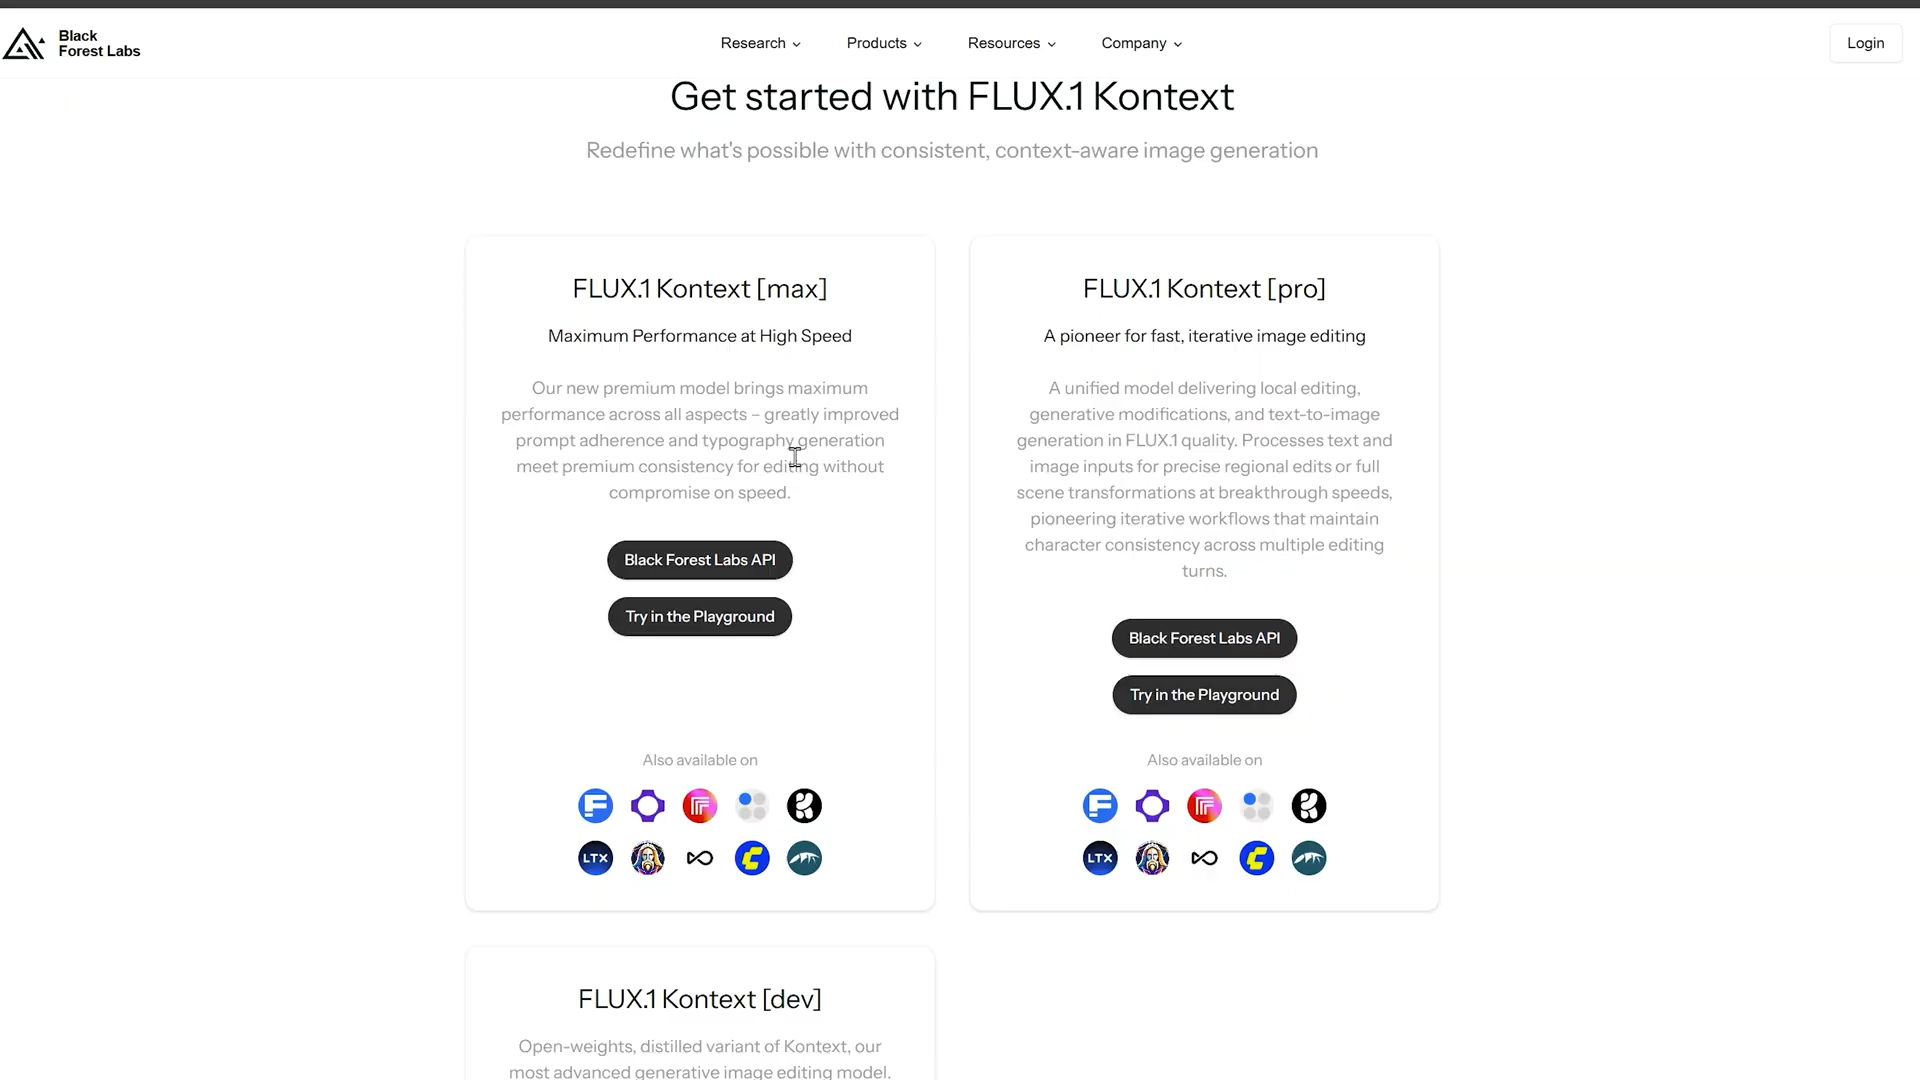 Black
Forest Labs
Research
Products
Resources
Company
Login
Get started with FLUX.1 Kontext
Redefine what's possible with consistent, context-aware image generation
FLUX.1 Kontext [max]
Maximum Performance at High Speed
Our new premium model brings maximum
performance across all aspects – greatly improved
prompt adherence and typography generation
meet premium consistency for editing without
compromise on speed.
Black Forest Labs API
Try in the Playground
Also available on
LTX
FLUX.1 Kontext [pro]
A pioneer for fast, iterative image editing
A unified model delivering local editing,
generative modifications, and text-to-image
generation in FLUX.1 quality. Processes text and
image inputs for precise regional edits or full
scene transformations at breakthrough speeds,
pioneering iterative workflows that maintain
character consistency across multiple editing
turns.
Black Forest Labs API
Try in the Playground
Also available on
LTX
FLUX.1 Kontext [dev]
Open-weights, distilled variant of Kontext, our
most advanced generative image editing model.